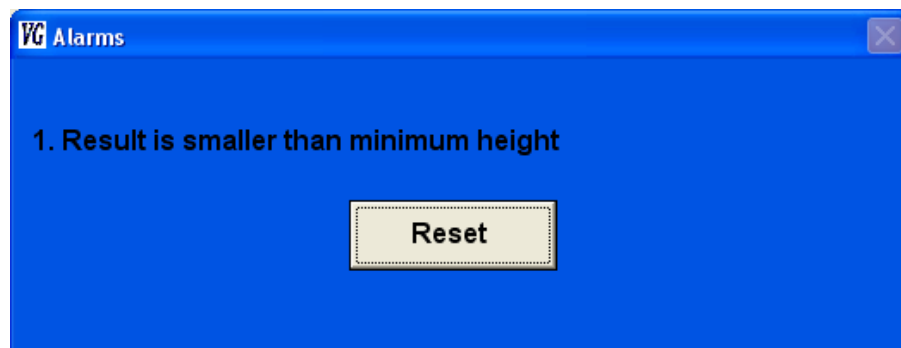 VG Alarms
1. Result is smaller than minimum height
Reset